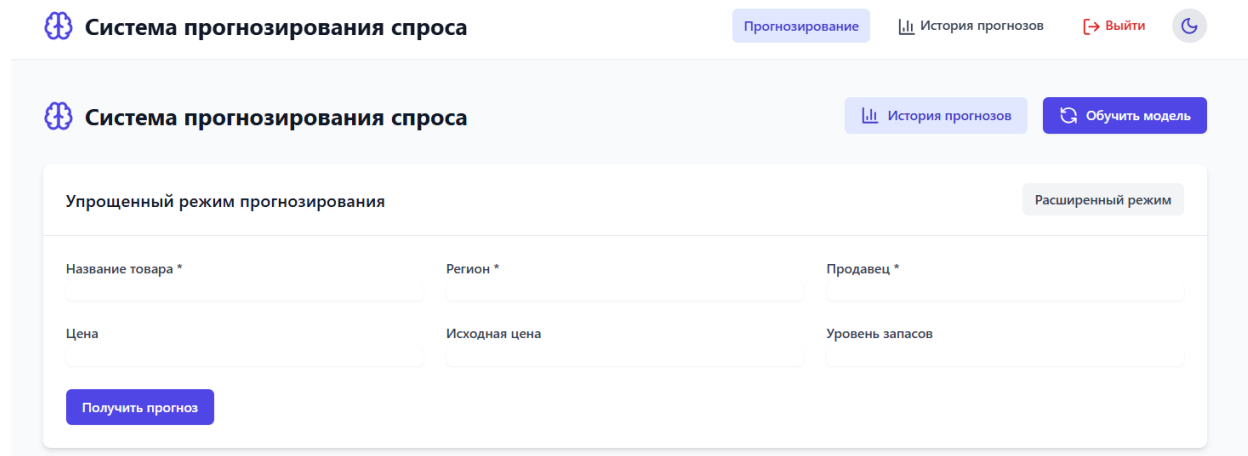 Система прогнозирования спроса
Прогнозирование
История прогнозов
Выйти
Система прогнозирования спроса
История прогнозов
Обучить модель
Упрощенный режим прогнозирования
Расширенный режим
Название товара *
Регион *
Продавец *
Цена
Исходная цена
Уровень запасов
Получить прогноз